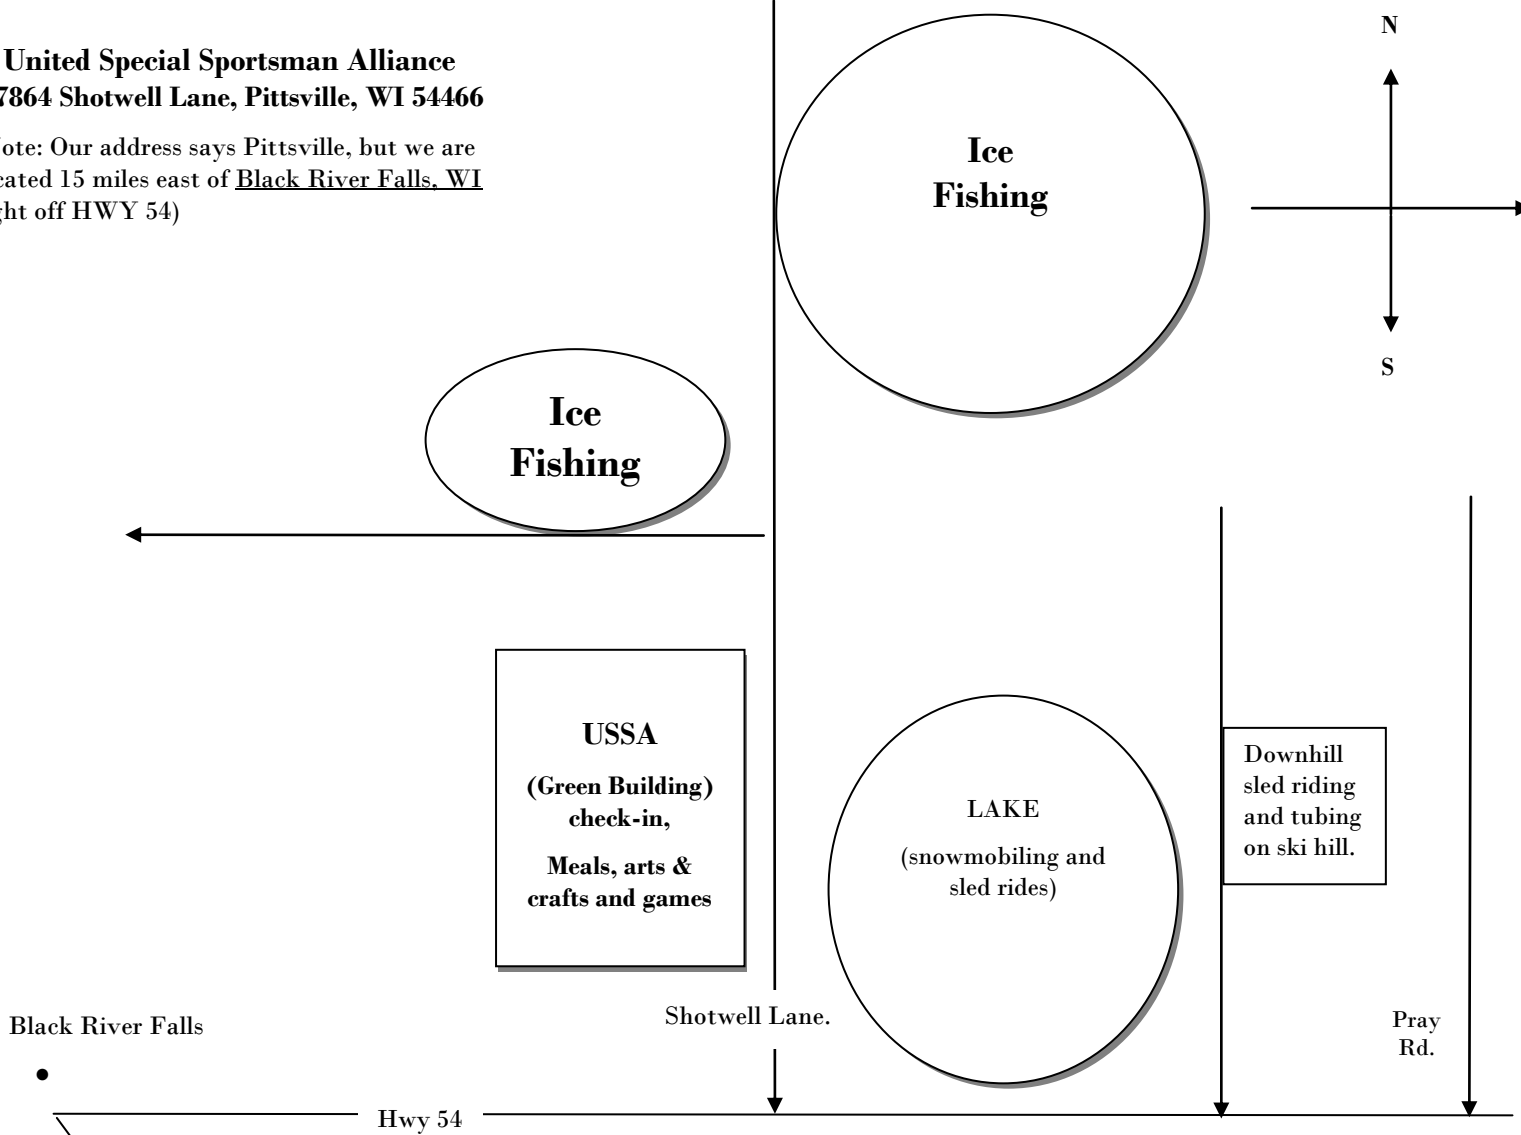 United Special Sportsman Alliance
7864 Shotwell Lane, Pittsville, WI 54466
ote: Our address says Pittsville, but we are
cated 15 miles east of Black River Falls, WI
ght off HWY 54)
N
Ice
Fishing
S
Ice
Fishing
USSA
(Green Building)
check-in,
Meals, arts &
crafts and games
LAKE
(snowmobiling and
sled rides)
Downhill
sled riding
and tubing
on ski hill.
Black River Falls
Shotwell Lane.
Pray
Rd.
Hwy 54